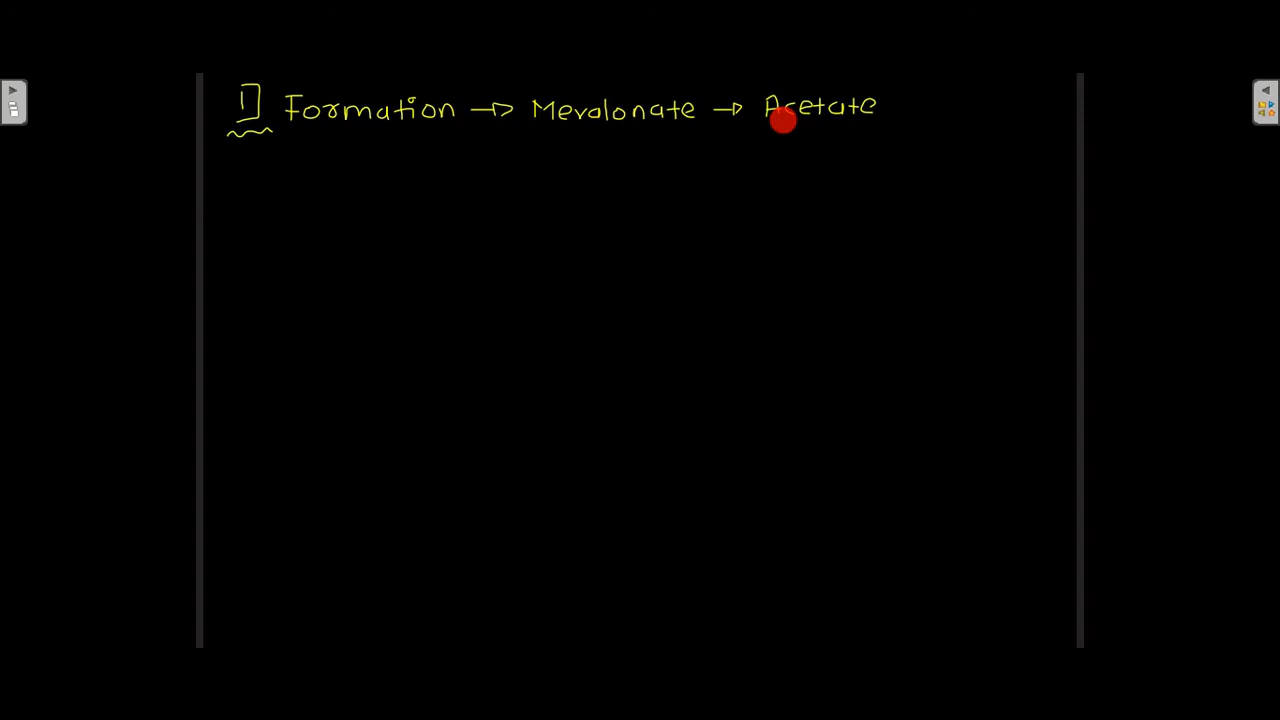 1] Formation → Mevalonate → Acetate